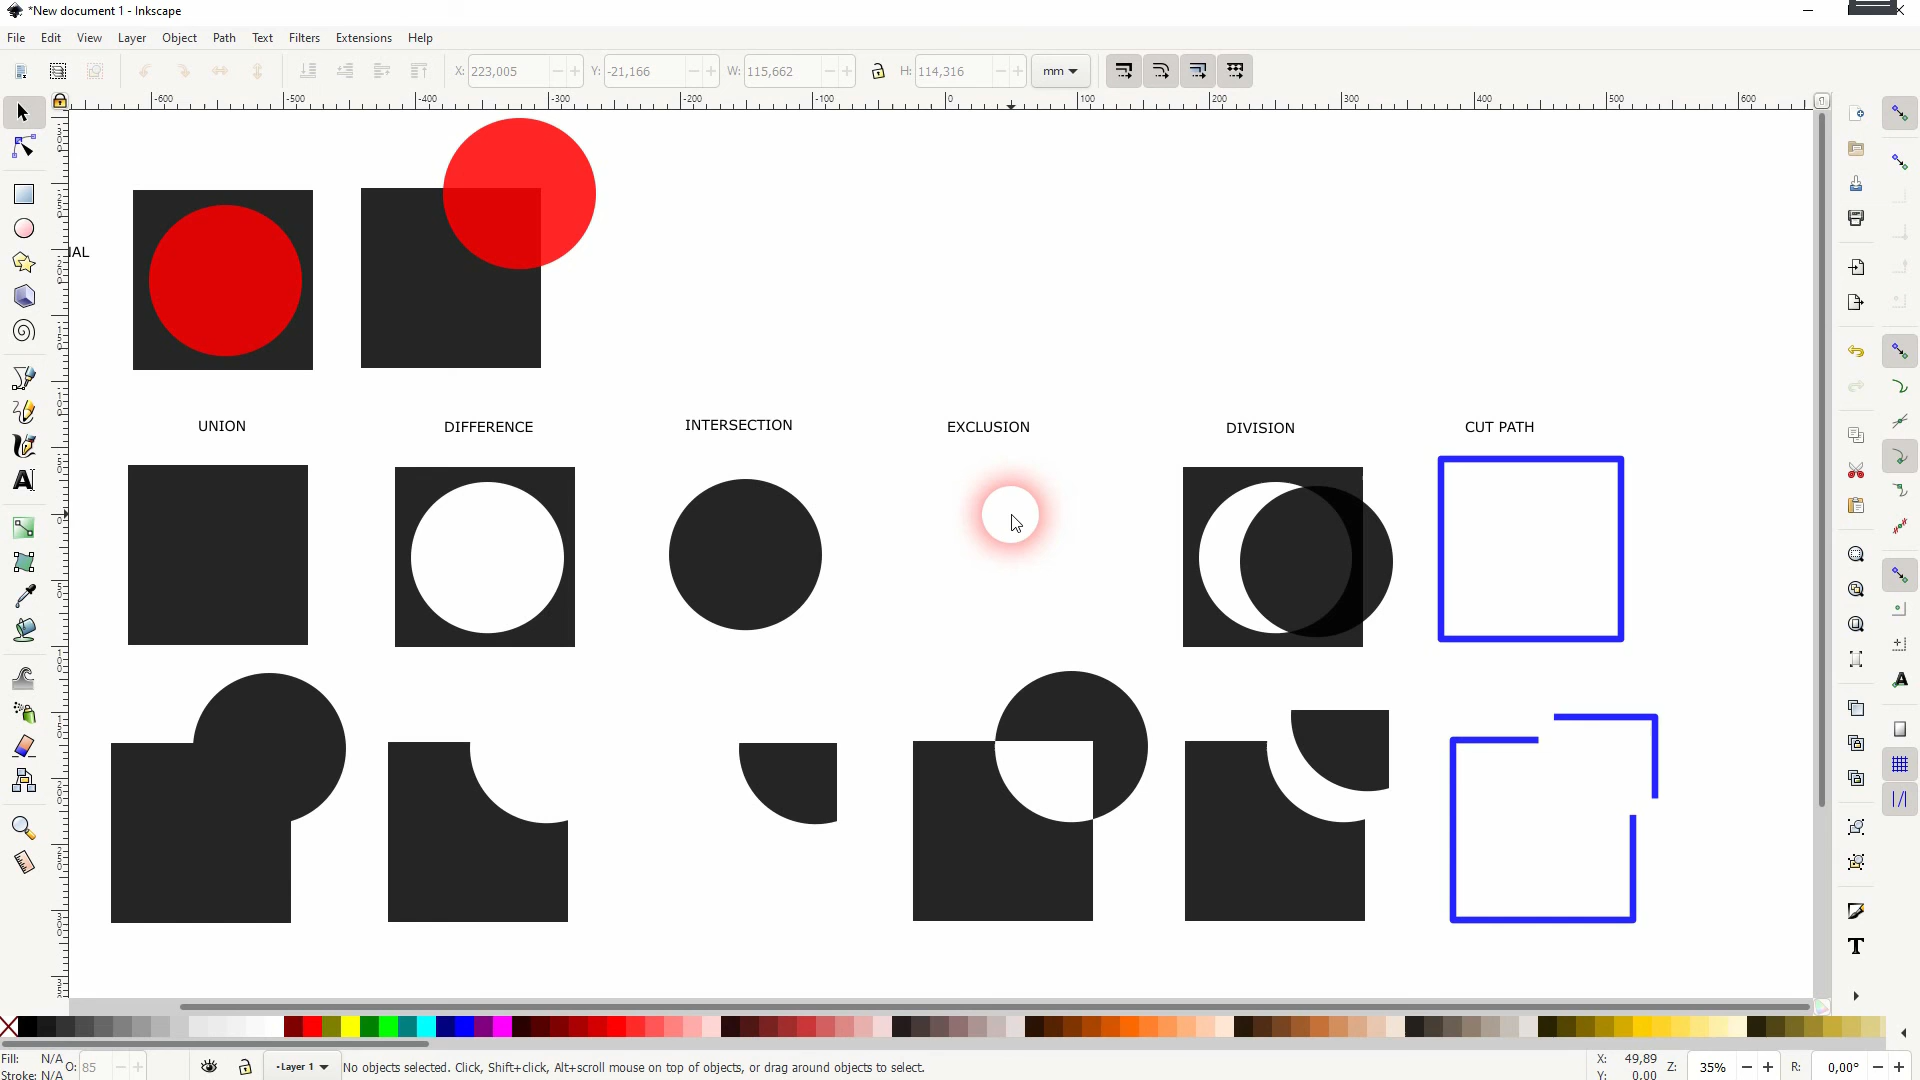 *New document 1 - Inkscape
File Edit View Layer Object Path Text Filters Extensions Help
X: 223,005 Y: -21,166 W: 115,662 H: 114,316 mm
-600 -500 -400 -300 -200 -100 0 100 200 300 400 500 600
IAL
UNION DIFFERENCE INTERSECTION EXCLUSION DIVISION CUT PATH
Fill: N/A O: 85 Layer 1 No objects selected. Click, Shift+click, Alt+scroll mouse on top of objects, or drag around objects to select. X: 49,89 Z: 35% R: 0,00°
Stroke: N/A Y: 0,00